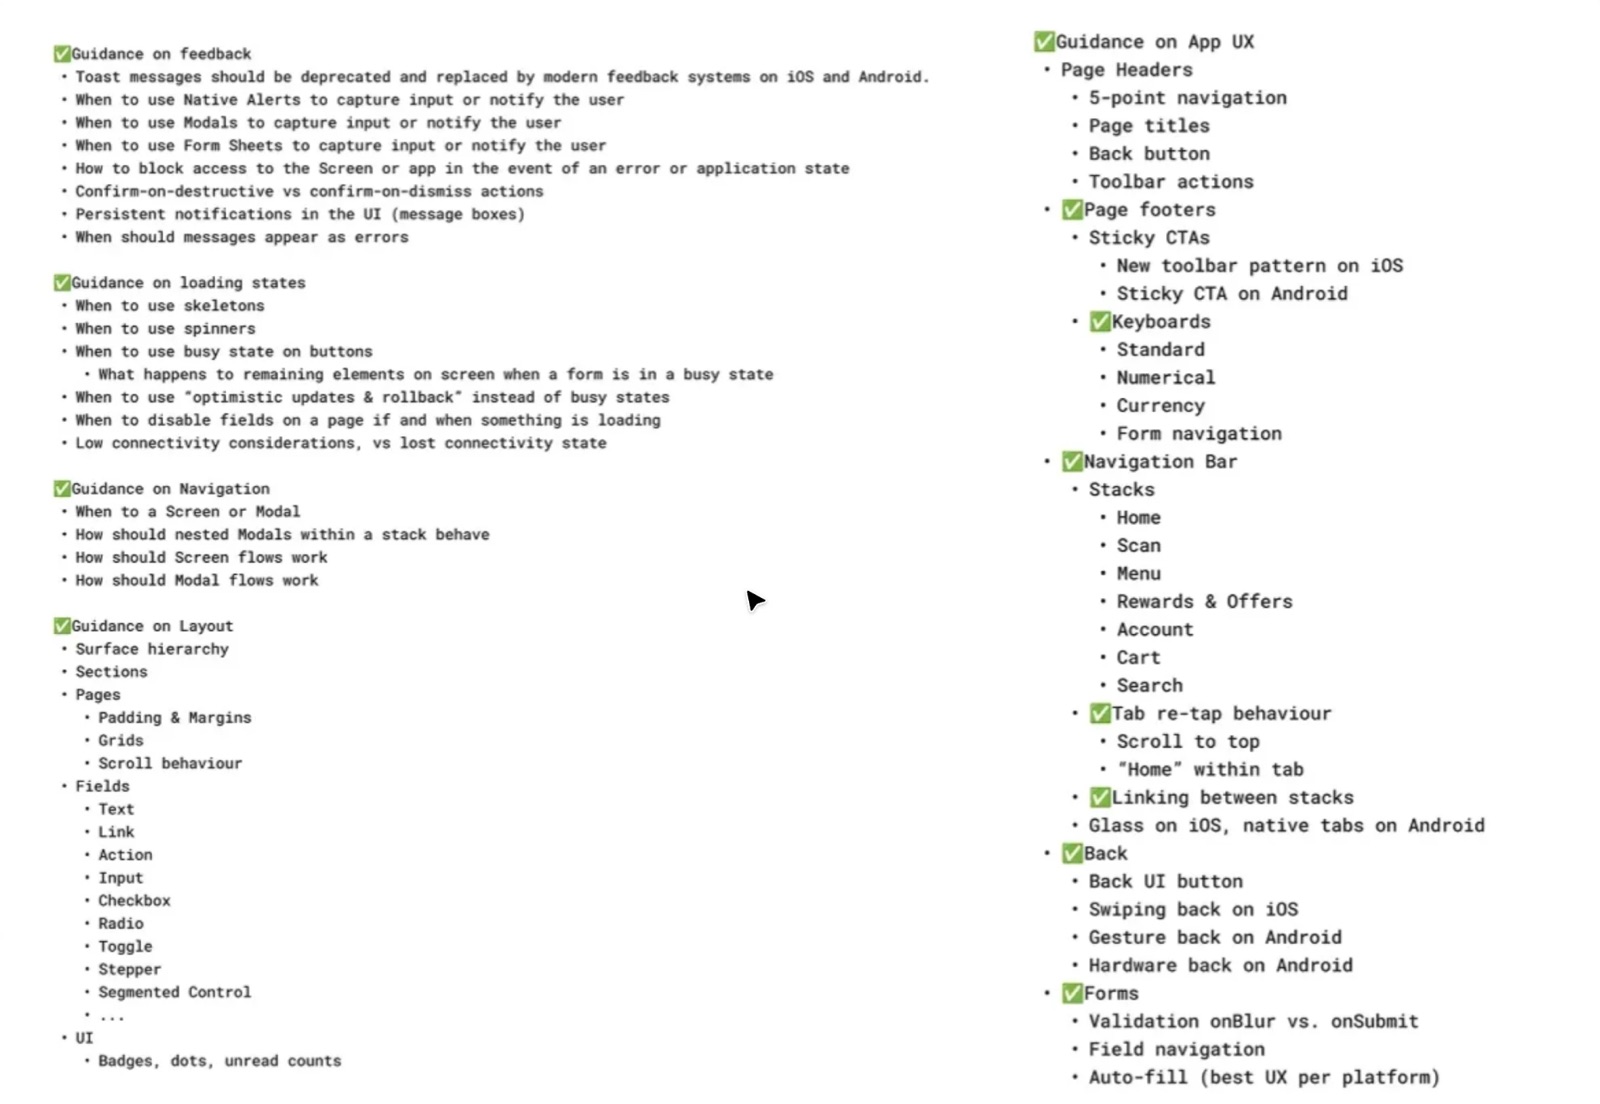 ✅Guidance on feedback
• Toast messages should be deprecated and replaced by modern feedback systems on iOS and Android.
• When to use Native Alerts to capture input or notify the user
• When to use Modals to capture input or notify the user
• When to use Form Sheets to capture input or notify the user
• How to block access to the Screen or app in the event of an error or application state
• Confirm-on-destructive vs confirm-on-dismiss actions
• Persistent notifications in the UI (message boxes)
• When should messages appear as errors
✅Guidance on loading states
• When to use skeletons
• When to use spinners
• When to use busy state on buttons
• What happens to remaining elements on screen when a form is in a busy state
• When to use “optimistic updates & rollback” instead of busy states
• When to disable fields on a page if and when something is loading
• Low connectivity considerations, vs lost connectivity state
✅Guidance on Navigation
• When to a Screen or Modal
• How should nested Modals within a stack behave
• How should Screen flows work
• How should Modal flows work
✅Guidance on Layout
• Surface hierarchy
• Sections
• Pages
• Padding & Margins
• Grids
• Scroll behaviour
• Fields
• Text
• Link
• Action
• Input
• Checkbox
• Radio
• Toggle
• Stepper
• Segmented Control
• ...
• UI
• Badges, dots, unread counts
✅Guidance on App UX
• Page Headers
• 5-point navigation
• Page titles
• Back button
• Toolbar actions
• ✅Page footers
• Sticky CTAs
• New toolbar pattern on iOS
• Sticky CTA on Android
• ✅Keyboards
• Standard
• Numerical
• Currency
• Form navigation
• ✅Navigation Bar
• Stacks
• Home
• Scan
• Menu
• Rewards & Offers
• Account
• Cart
• Search
• ✅Tab re-tap behaviour
• Scroll to top
• “Home” within tab
• ✅Linking between stacks
• Glass on iOS, native tabs on Android
• ✅Back
• Back UI button
• Swiping back on iOS
• Gesture back on Android
• Hardware back on Android
• ✅Forms
• Validation onBlur vs. onSubmit
• Field navigation
• Auto-fill (best UX per platform)